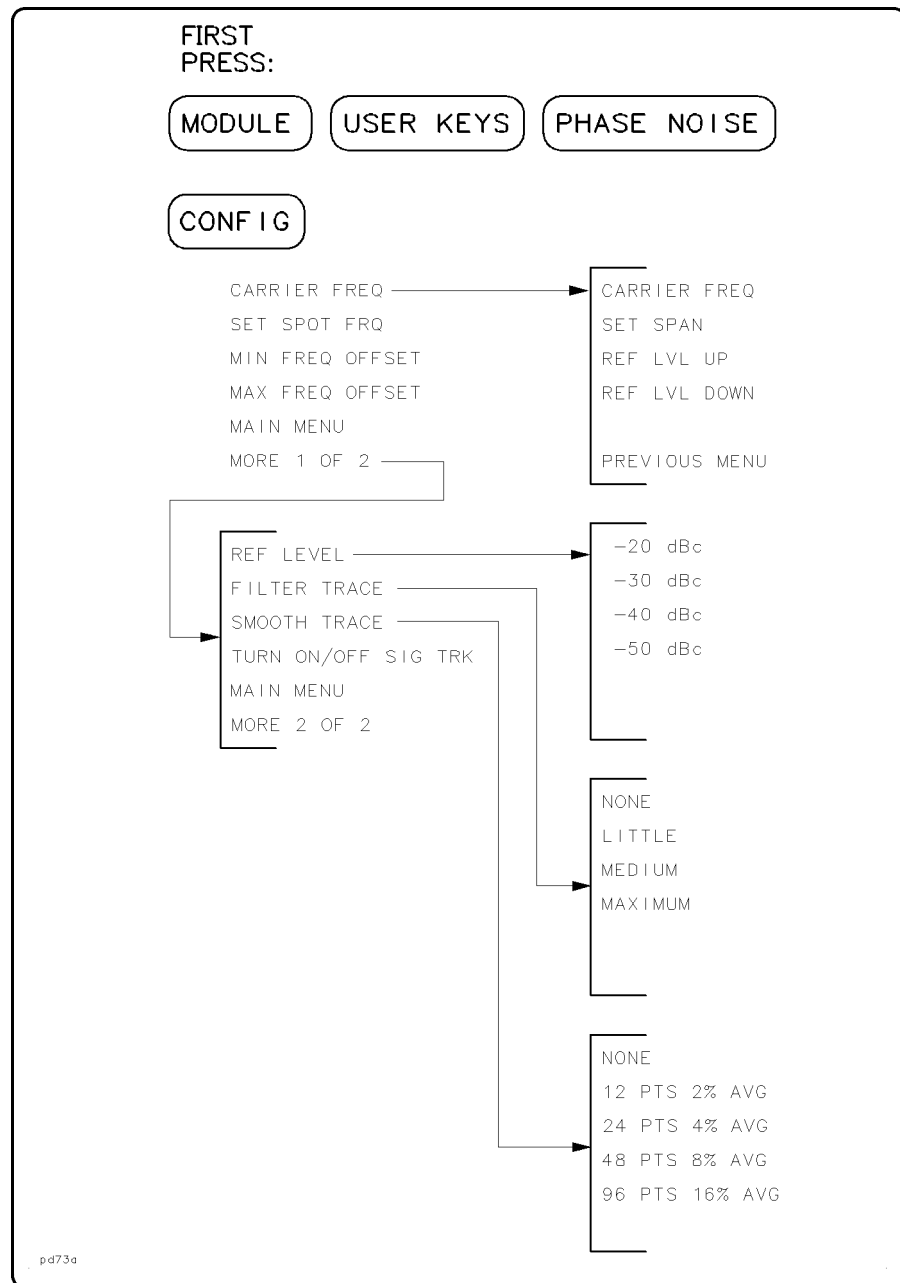 FIRST
PRESS:
MODULE
USER KEYS
PHASE NOISE
CONFIG
CARRIER FREQ
SET SPOT FRQ
MIN FREQ OFFSET
MAX FREQ OFFSET
MAIN MENU
MORE 1 OF 2
CARRIER FREQ
SET SPAN
REF LVL UP
REF LVL DOWN
PREVIOUS MENU
REF LEVEL
FILTER TRACE
SMOOTH TRACE
TURN ON/OFF SIG TRK
MAIN MENU
MORE 2 OF 2
-20 dBc
-30 dBc
-40 dBc
-50 dBc
NONE
LITTLE
MEDIUM
MAXIMUM
NONE
12 PTS 2% AVG
24 PTS 4% AVG
48 PTS 8% AVG
96 PTS 16% AVG
pd73a